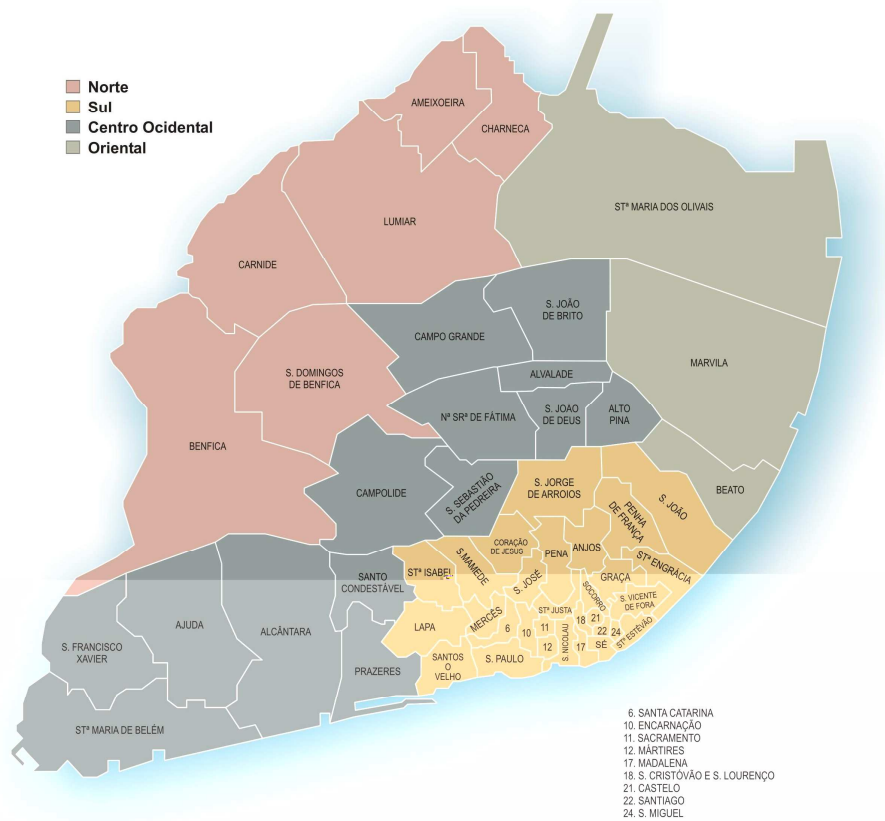 Norte
Sul
Centro Ocidental
Oriental
AMEIXOEIRA
CHARNECA
STª MARIA DOS OLIVAIS
LUMIAR
CARNIDE
S. JOÃO
DE BRITO
CAMPO GRANDE
MARVILA
S. DOMINGOS
DE BENFICA
ALVALADE
Nª SRª DE FÁTIMA
S. JOAO
DE DEUS
ALTO
PINA
BENFICA
CAMPOLIDE
S. SEBASTIÃO
DA PEDREIRA
S. JORGE
DE ARROIOS
S. JOÃO
BEATO
PENHA
DE FRANÇA
CORAÇÃO
DE JESUS
PENA
ANJOS
STª ENGRÁCIA
STª ISABEL
S.MAMEDE
S. JOSÉ
GRAÇA
SANTO
CONDESTÁVEL
SOCORRO
S. VICENTE
DE FORA
AJUDA
ALCÂNTARA
LAPA
MERCÊS
STª JUSTA
6
10
11
18
21
STª ESTÊVÃO
S. FRANCISCO
XAVIER
22
24
S. NICOLAU
12
17
SÉ
SANTOS
O
VELHO
S. PAULO
PRAZERES
STª MARIA DE BELÉM
6. SANTA CATARINA
10. ENCARNAÇÃO
11. SACRAMENTO
12. MÁRTIRES
17. MADALENA
18. S. CRISTÓVÃO E S. LOURENÇO
21. CASTELO
22. SANTIAGO
24. S. MIGUEL